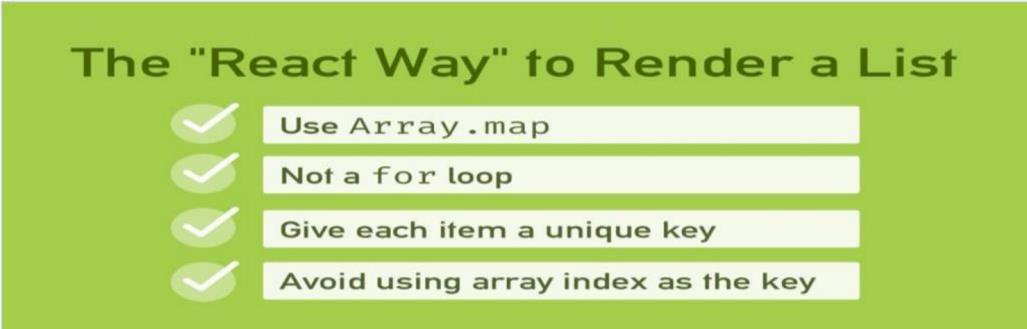 The "React Way" to Render a List
Use Array.map
Not a for loop
Give each item a unique key
Avoid using array index as the key